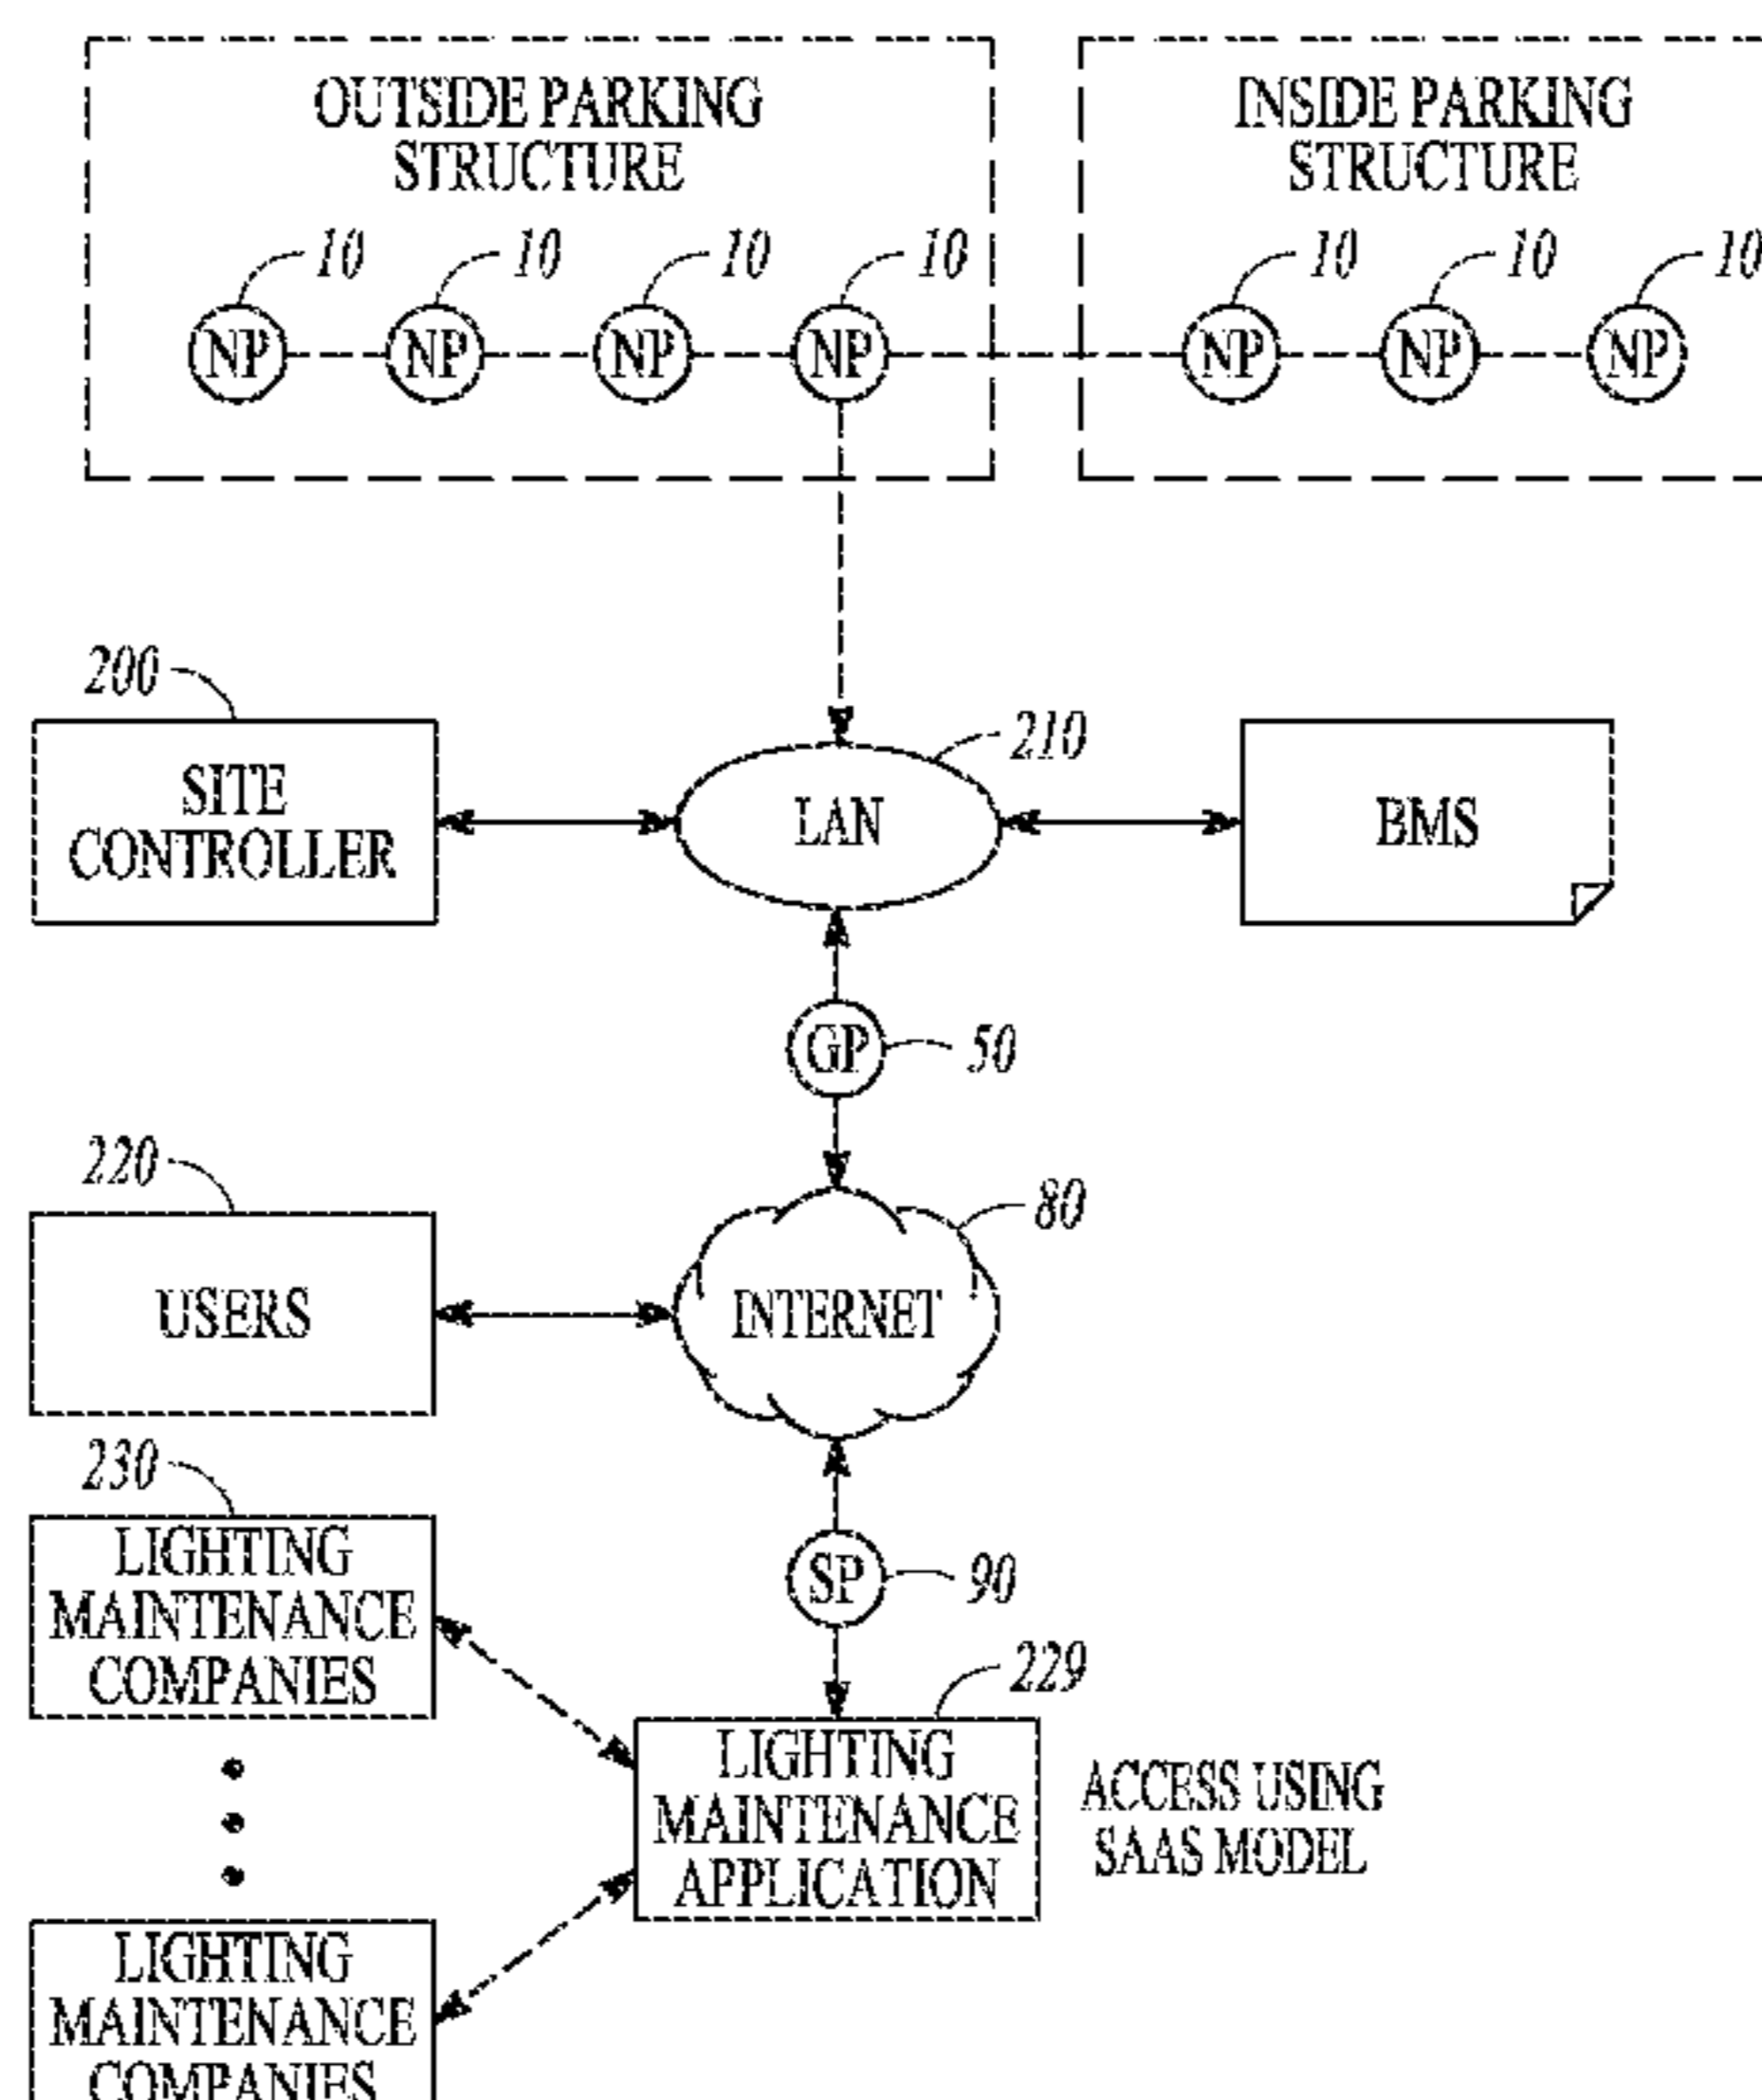 OUTSIDE PARKING
STRUCTURE
INSIDE PARKING
STRUCTURE
10 10 10 10 10 10 10
NP NP NP NP NP NP NP
200
210
SITE
CONTROLLER
LAN
BMS
GP 50
220
80
USERS
INTERNET
230
LIGHTING
MAINTENANCE
COMPANIES
SP 90
229
LIGHTING
MAINTENANCE
APPLICATION
ACCESS USING
SAAS MODEL
LIGHTING
MAINTENANCE
COMPANIES